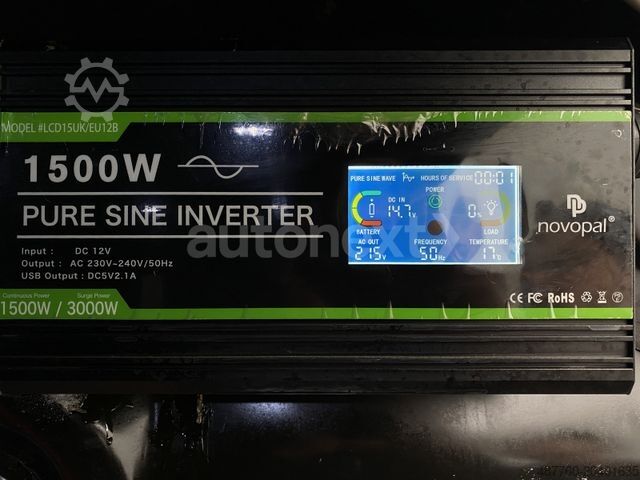 MODEL #LCD15UK/EU12B
1500W
PURE SINE INVERTER
Input : DC 12V
Output : AC 230V~240V/50Hz
USB Output : DC5V2.1A
Continuous Power Surge Power
1500W / 3000W
PURE SINE WAVE HOURS OF SERVICE 00:01
POWER
DC IN
14.7V
0%
BATTERY LOAD
AC OUT FREQUENCY TEMPERATURE
215V 50Hz 17°C
novopal®
CE FC RoHS
autonext